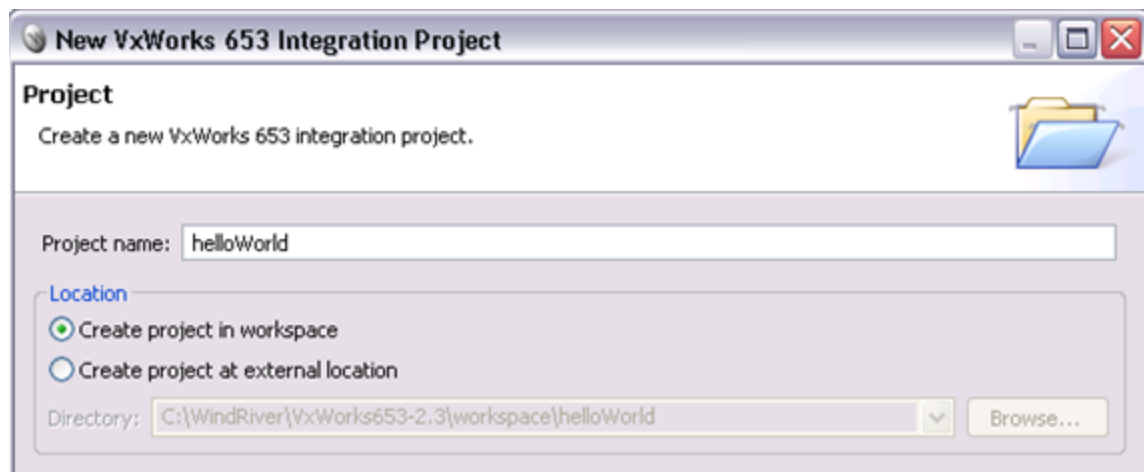 New VxWorks 653 Integration Project
Project
Create a new VxWorks 653 integration project.
Project name: helloWorld
Location
Create project in workspace
Create project at external location
Directory: C:\WindRiver\VxWorks653-2.3\workspace\helloWorld Browse...